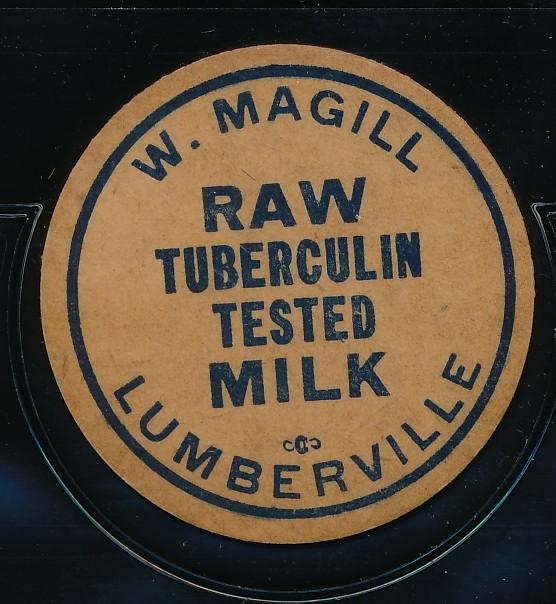 W. MAGILL
RAW
TUBERCULIN
TESTED
MILK
LUMBERVILLE